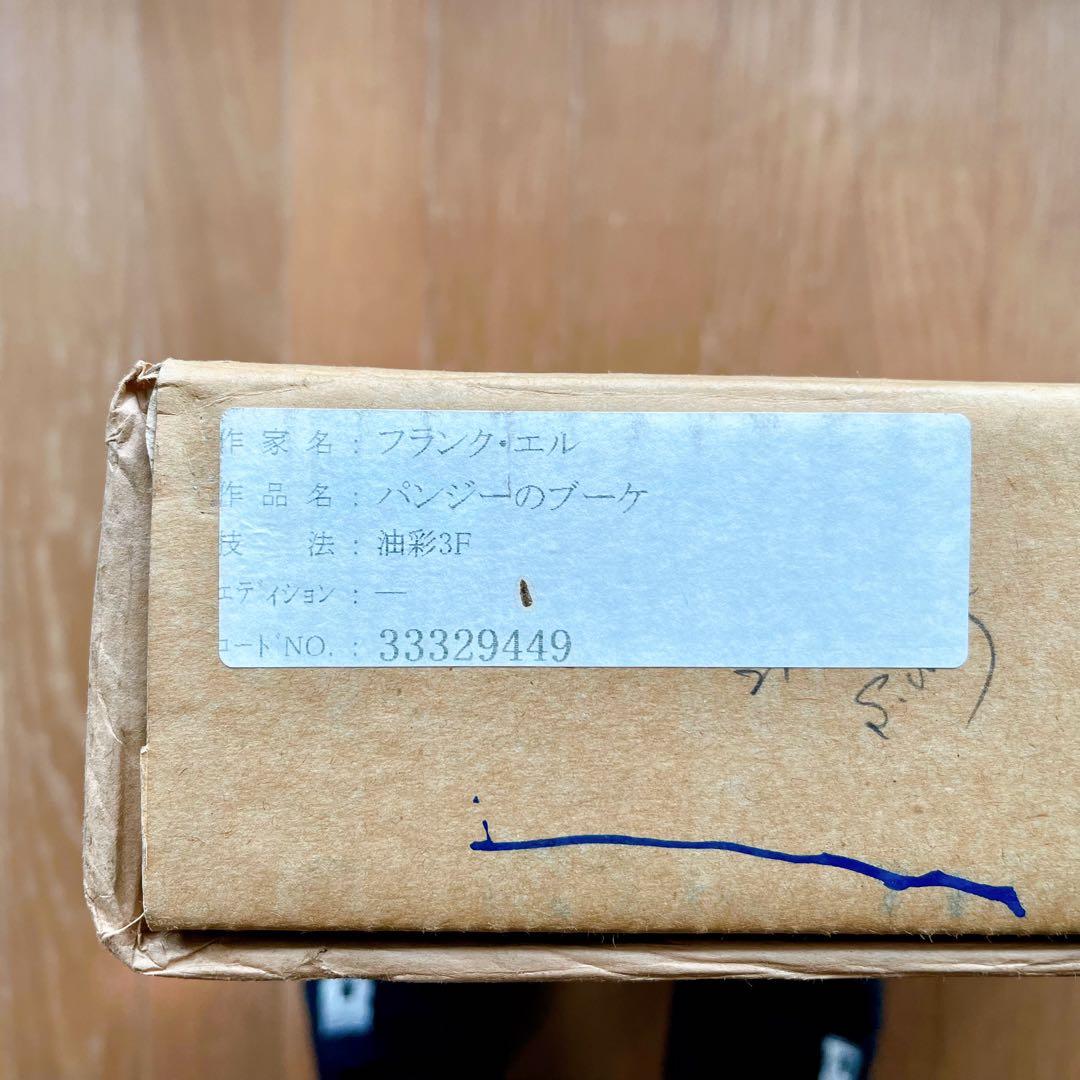 作家名：フランク・エル
作品名：パンジーのブーケ
技　法：油彩3F
エディション：―
コードNO.：33329449